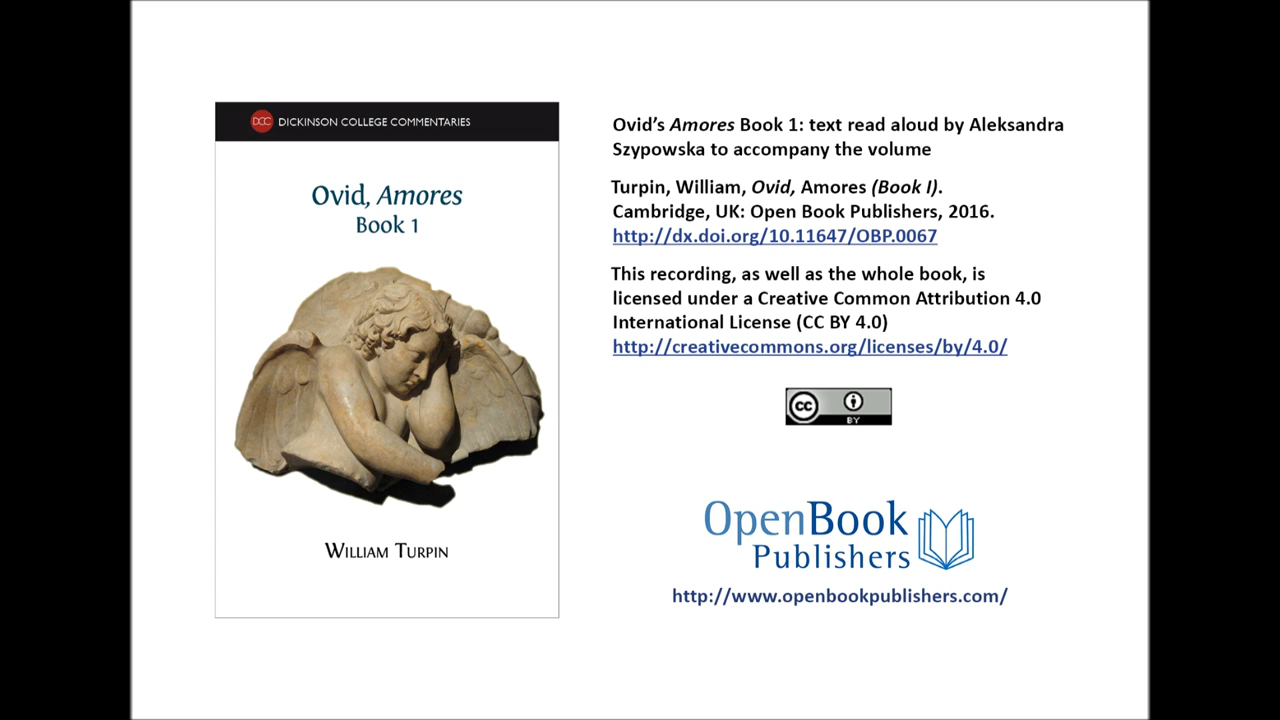 DCC DICKINSON COLLEGE COMMENTARIES
Ovid, Amores
Book 1
WILLIAM TURPIN
Ovid's Amores Book 1: text read aloud by Aleksandra
Szypowska to accompany the volume
Turpin, William, Ovid, Amores (Book I).
Cambridge, UK: Open Book Publishers, 2016.
http://dx.doi.org/10.11647/OBP.0067
This recording, as well as the whole book, is
licensed under a Creative Common Attribution 4.0
International License (CC BY 4.0)
http://creativecommons.org/licenses/by/4.0/
cc
BY
OpenBook
Publishers
http://www.openbookpublishers.com/